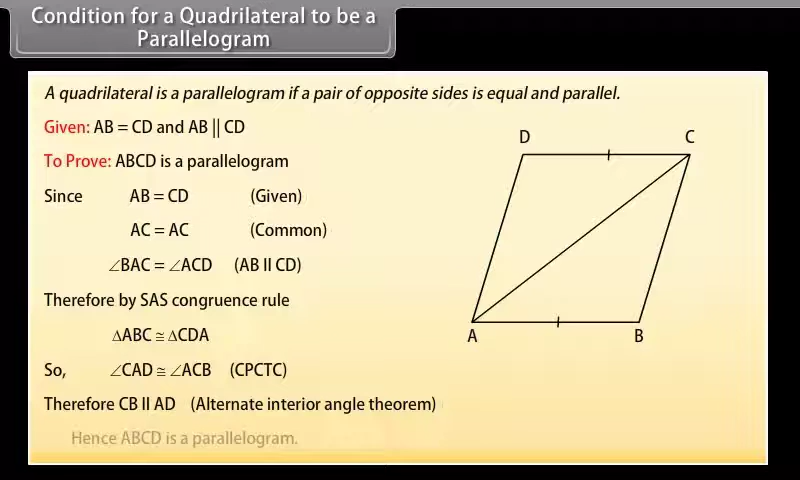 Condition for a Quadrilateral to be a
Parallelogram
A quadrilateral is a parallelogram if a pair of opposite sides is equal and parallel.
Given: AB = CD and AB || CD
To Prove: ABCD is a parallelogram
Since AB = CD (Given)
AC = AC (Common)
∠BAC = ∠ACD (AB II CD)
Therefore by SAS congruence rule
∆ABC ≅ ∆CDA
So, ∠CAD ≅ ∠ACB (CPCTC)
Therefore CB II AD (Alternate interior angle theorem)
Hence ABCD is a parallelogram.
D C
A B